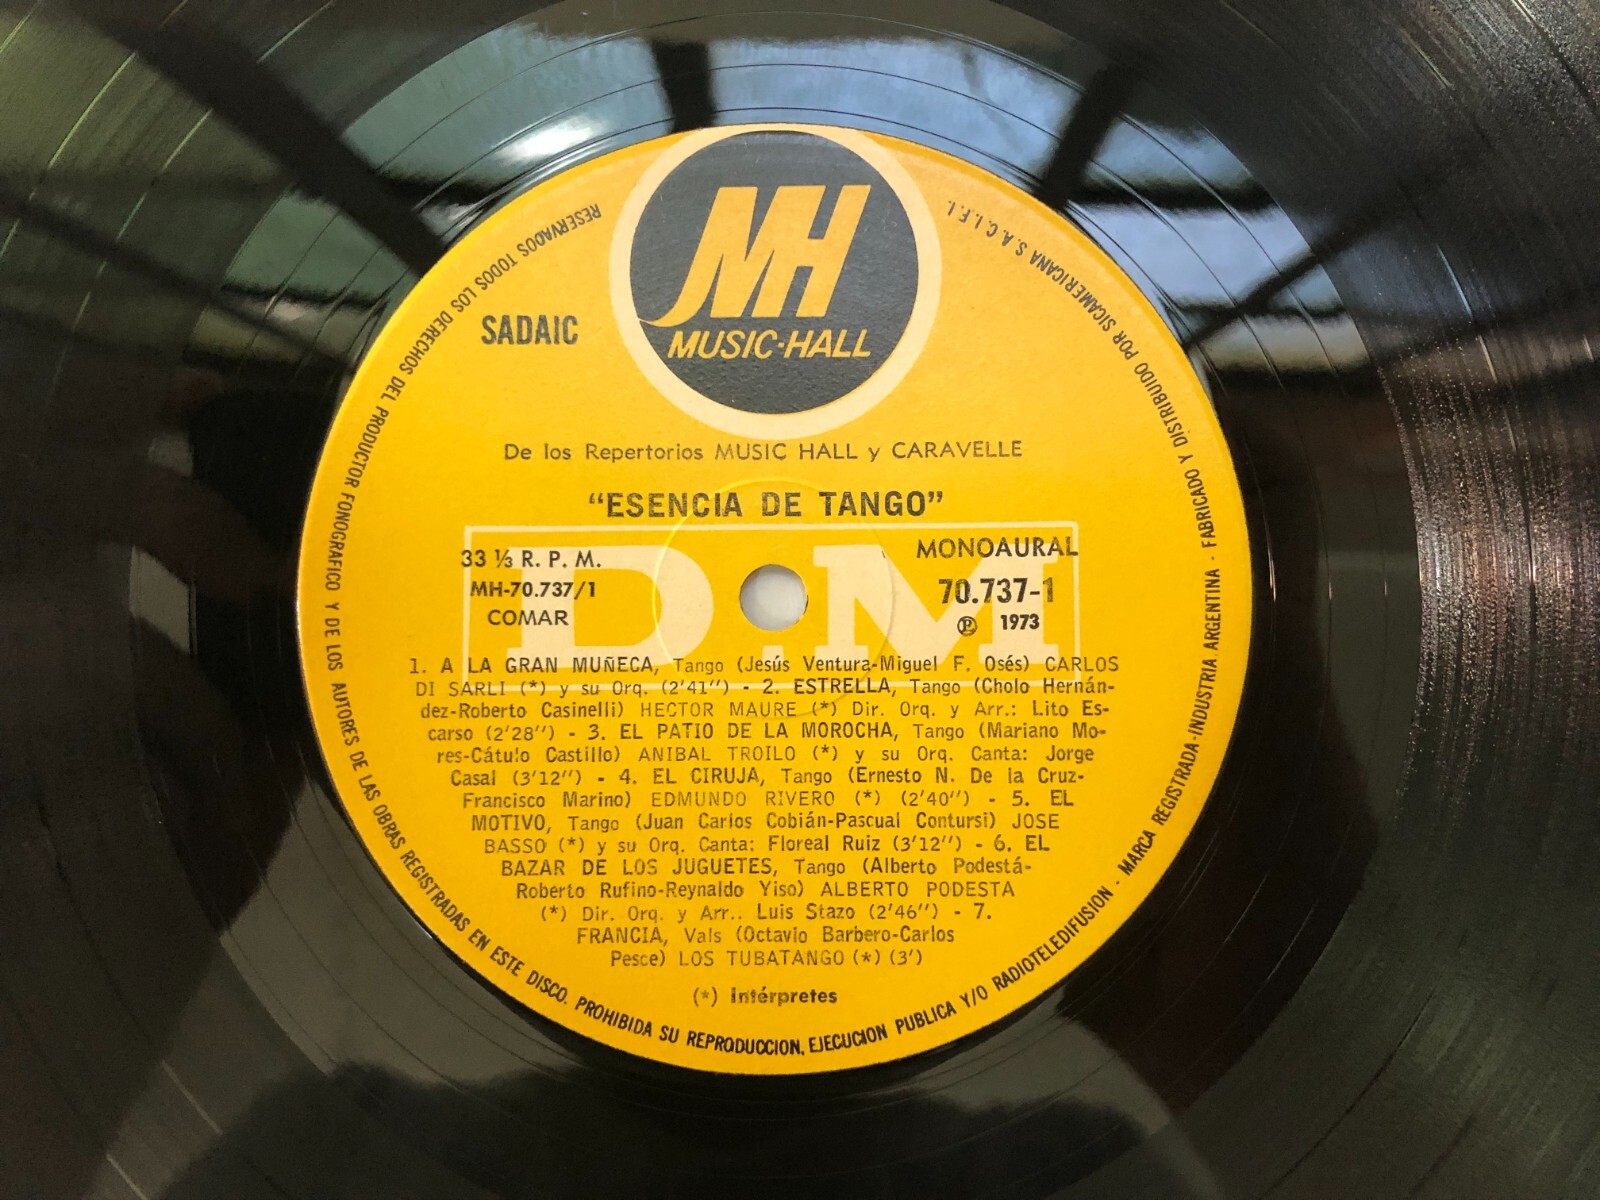 MH
MUSIC-HALL
SADAIC
De los Repertorios MUSIC HALL y CARAVELLE
"ESENCIA DE TANGO"
D.M
33 ⅓ R. P. M.
MH-70.737/1
COMAR
MONOAURAL
70.737-1
Ⓟ 1973
1. A LA GRAN MUÑECA, Tango (Jesús Ventura-Miguel F. Osés) CARLOS
DI SARLI (*) y su Orq. (2'41'') - 2. ESTRELLA, Tango (Cholo Hernán-
dez-Roberto Casinelli) HECTOR MAURE (*) Dir. Orq. y Arr.: Lito Es-
carso (2'28'') - 3. EL PATIO DE LA MOROCHA, Tango (Mariano Mo-
res-Cátulo Castillo) ANIBAL TROILO (*) y su Orq. Canta: Jorge
Casal (3'12'') - 4. EL CIRUJA, Tango (Ernesto N. De la Cruz-
Francisco Marino) EDMUNDO RIVERO (*) (2'40'') - 5. EL
MOTIVO, Tango (Juan Carlos Cobián-Pascual Contursi) JOSE
BASSO (*) y su Orq. Canta: Floreal Ruiz (3'12'') - 6. EL
BAZAR DE LOS JUGUETES, Tango (Alberto Podestá-
Roberto Rufino-Reynaldo Yiso) ALBERTO PODESTA
(*) Dir. Orq. y Arr.. Luis Stazo (2'46'') - 7.
FRANCIA, Vals (Octavio Barbero-Carlos
Pesce) LOS TUBATANGO (*) (3')
(*) Intérpretes
RESERVADOS TODOS LOS DERECHOS DEL PRODUCTOR FONOGRAFICO Y DE LOS AUTORES DE LAS OBRAS REGISTRADAS EN ESTE DISCO. PROHIBIDA SU REPRODUCCION, EJECUCION PUBLICA Y/O RADIOTELEDIFUSION - MARCA REGISTRADA-INDUSTRIA ARGENTINA - FABRICADO Y DISTRIBUIDO POR SICAMERICANA S.A.C.I.F.I.